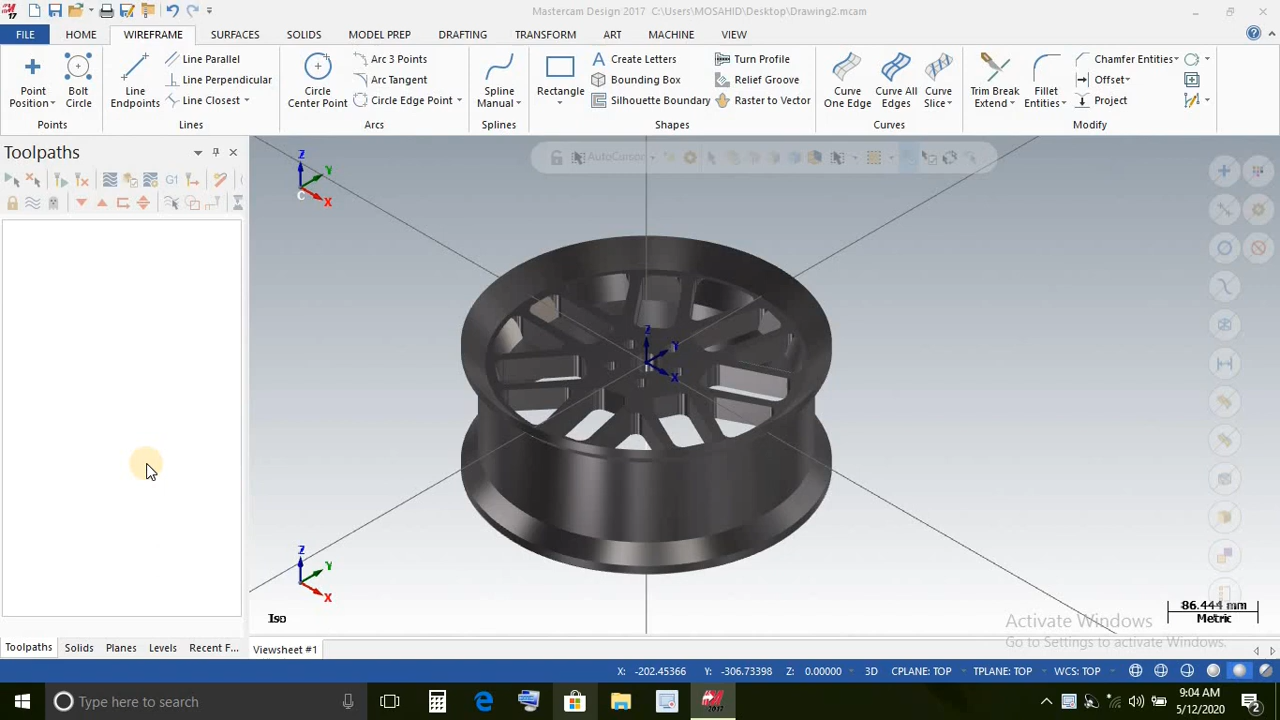 Mastercam Design 2017 C:\Users\MOSAHID\Desktop\Drawing2.mcam
FILE HOME WIREFRAME SURFACES SOLIDS MODEL PREP DRAFTING TRANSFORM ART MACHINE VIEW
Point Position
Bolt Circle
Points
Line Endpoints
Line Parallel
Line Perpendicular
Line Closest
Lines
Circle Center Point
Arc 3 Points
Arc Tangent
Circle Edge Point
Arcs
Spline Manual
Splines
Rectangle
Create Letters
Bounding Box
Silhouette Boundary
Turn Profile
Relief Groove
Raster to Vector
Shapes
Curve One Edge
Curve All Edges
Curve Slice
Curves
Trim Break Extend
Fillet Entities
Chamfer Entities
Offset
Project
Modify
Toolpaths
G1
AutoCursor
Z
Y
X
C
Z
Y
X
Z
Y
X
Iso
86.444 mm
Metric
Activate Windows
Go to Settings to activate Windows.
Toolpaths Solids Planes Levels Recent F...
Viewsheet #1
X: -202.45366 Y: -306.73398 Z: 0.00000 3D CPLANE: TOP TPLANE: TOP WCS: TOP
Type here to search
17
2017
9:04 AM
5/12/2020
2